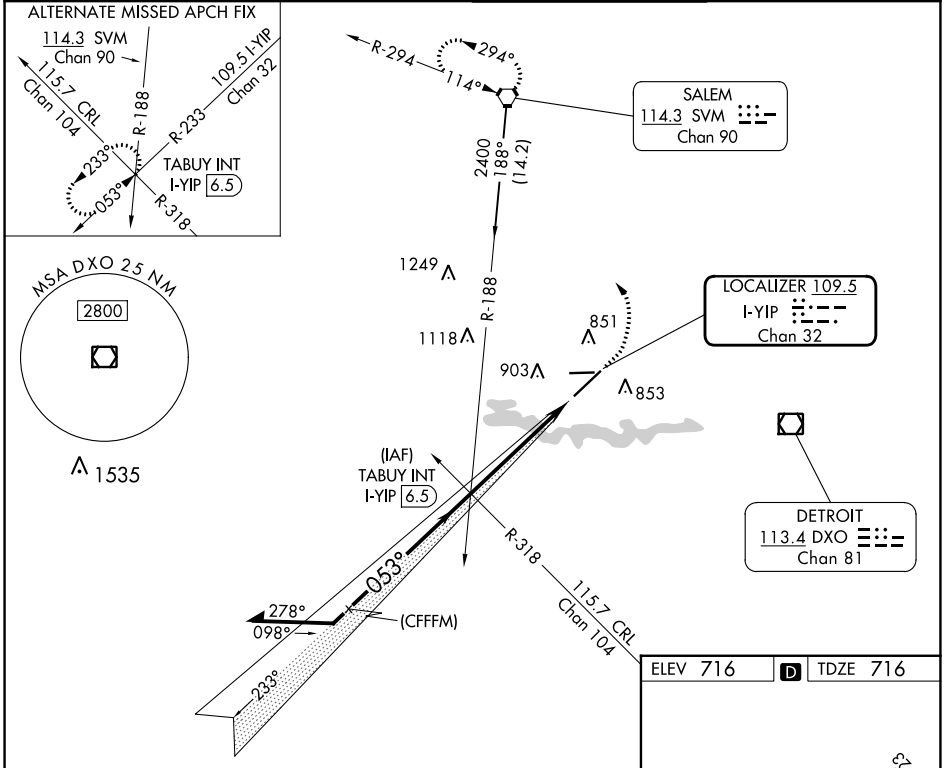 ALTERNATE MISSED APCH FIX
114.3 SVM
Chan 90
115.7 CRL
Chan 104
R-188
109.5 I-YIP
Chan 32
R-233
233°
053°
TABUY INT
I-YIP 6.5
R-318
R-294
294°
114°
SALEM
114.3 SVM
Chan 90
2400
188°
(14.2)
MSA DXO 25 NM
2800
1535
1249
R-188
1118
903
851
853
LOCALIZER 109.5
I-YIP
Chan 32
(IAF)
TABUY INT
I-YIP 6.5
DETROIT
113.4 DXO
Chan 81
R-318
115.7 CRL
Chan 104
053°
(CFFFM)
278°
098°
233°
ELEV 716
D
TDZE 716
23